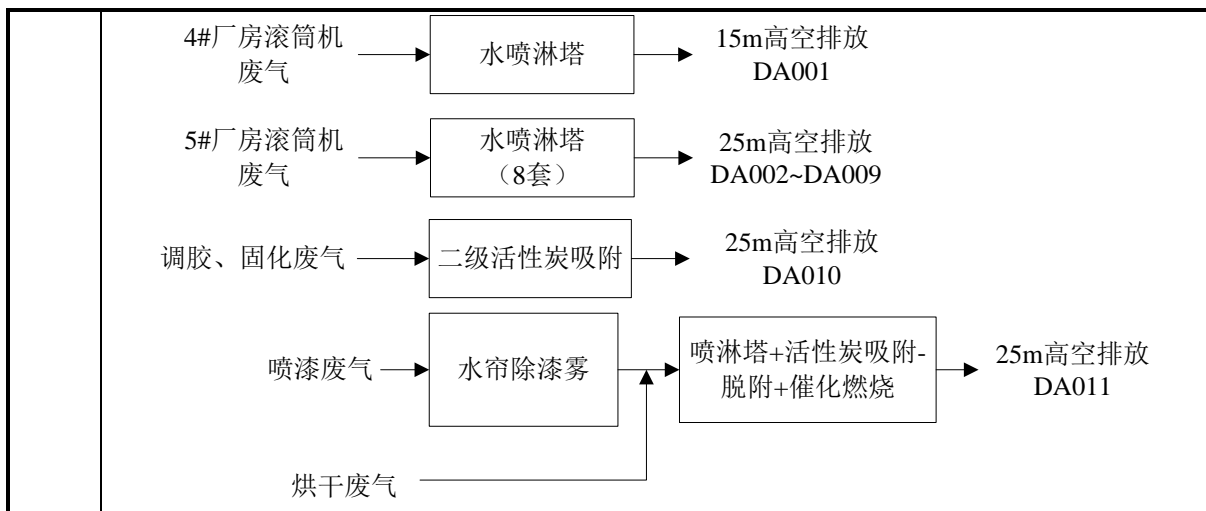 4#厂房滚筒机
废气
水喷淋塔
15m高空排放
DA001
5#厂房滚筒机
废气
水喷淋塔
（8套）
25m高空排放
DA002~DA009
调胶、固化废气
二级活性炭吸附
25m高空排放
DA010
喷漆废气
水帘除漆雾
喷淋塔+活性炭吸附-
脱附+催化燃烧
25m高空排放
DA011
烘干废气